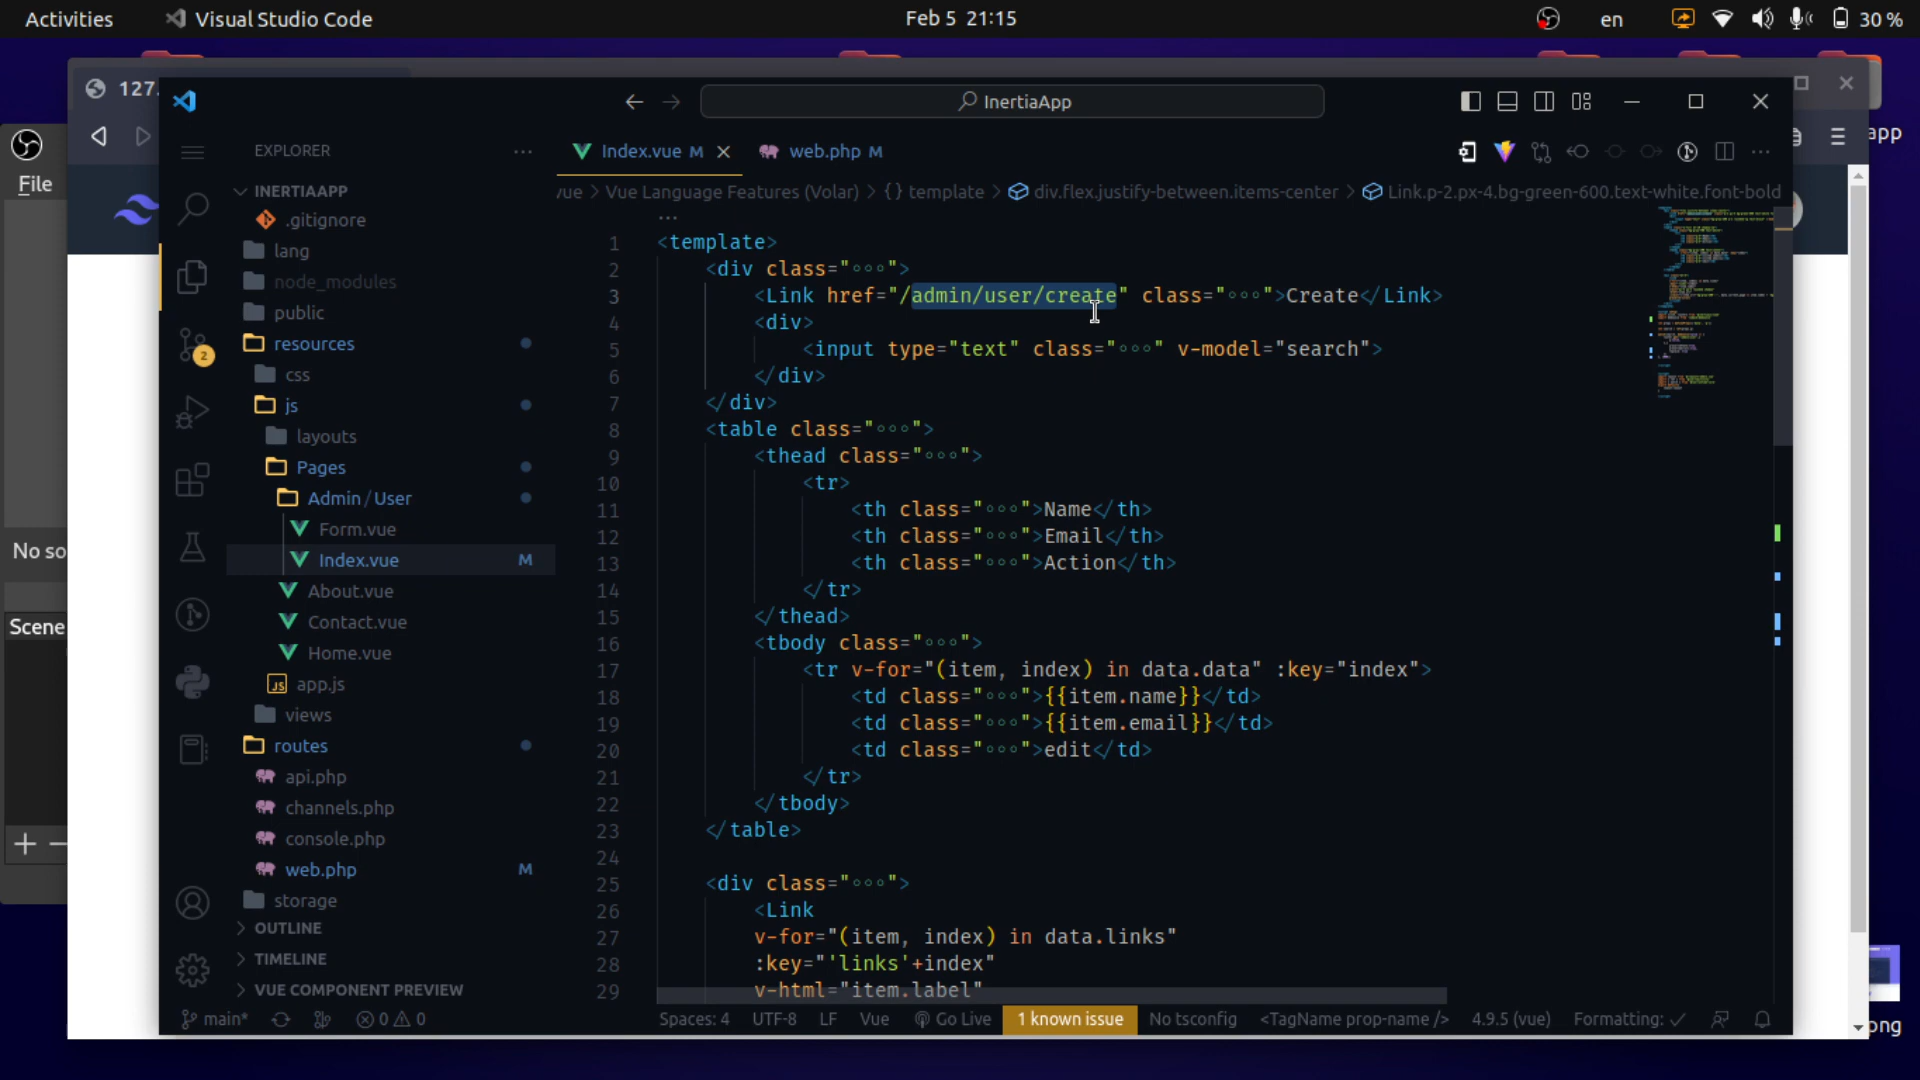 Activities
Visual Studio Code
Feb 5 21:15
en
30 %
127.
InertiaApp
app
File
EXPLORER
Index.vue M
web.php M
vue > Vue Language Features (Volar) > {} template > div.flex.justify-between.items-center > Link.p-2.px-4.bg-green-600.text-white.font-bold
INERTIAAPP
.gitignore
lang
node_modules
public
resources
css
js
layouts
Pages
Admin / User
Form.vue
Index.vue M
About.vue
Contact.vue
Home.vue
app.js
views
routes
api.php
channels.php
console.php
web.php M
storage
OUTLINE
TIMELINE
VUE COMPONENT PREVIEW
2
No so
Scene
...
1 <template>
2 <div class="◦◦◦">
3 <Link href="/admin/user/create" class="◦◦◦">Create</Link>
4 <div>
5 <input type="text" class="◦◦◦" v-model="search">
6 </div>
7 </div>
8 <table class="◦◦◦">
9 <thead class="◦◦◦">
10 <tr>
11 <th class="◦◦◦">Name</th>
12 <th class="◦◦◦">Email</th>
13 <th class="◦◦◦">Action</th>
14 </tr>
15 </thead>
16 <tbody class="◦◦◦">
17 <tr v-for="(item, index) in data.data" :key="index">
18 <td class="◦◦◦">{{item.name}}</td>
19 <td class="◦◦◦">{{item.email}}</td>
20 <td class="◦◦◦">edit</td>
21 </tr>
22 </tbody>
23 </table>
24
25 <div class="◦◦◦">
26 <Link
27 v-for="(item, index) in data.links"
28 :key="'links'+index"
29 v-html="item.label"
main*
0
0
Spaces: 4
UTF-8
LF
Vue
Go Live
1 known issue
No tsconfig
<TagName prop-name />
4.9.5 (vue)
Formatting: ✓
ong